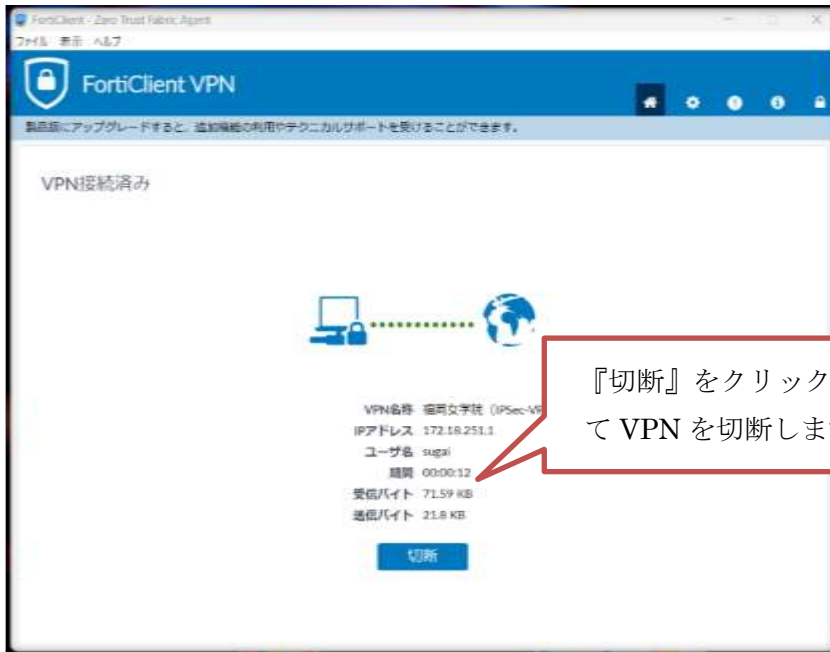 FortiClient - Zero Trust Fabric Agent
ファイル 表示 ヘルプ
FortiClient VPN
製品版にアップグレードすると、追加機能の利用やテクニカルサポートを受けることができます。
VPN接続済み
VPN名称 福岡女学院 (IPSec-VP
IPアドレス 172.18.251.1
ユーザ名 sugai
期間 00:00:12
受信バイト 71.59 KB
送信バイト 21.8 KB
切断
『切断』をクリック
て VPN を切断しま